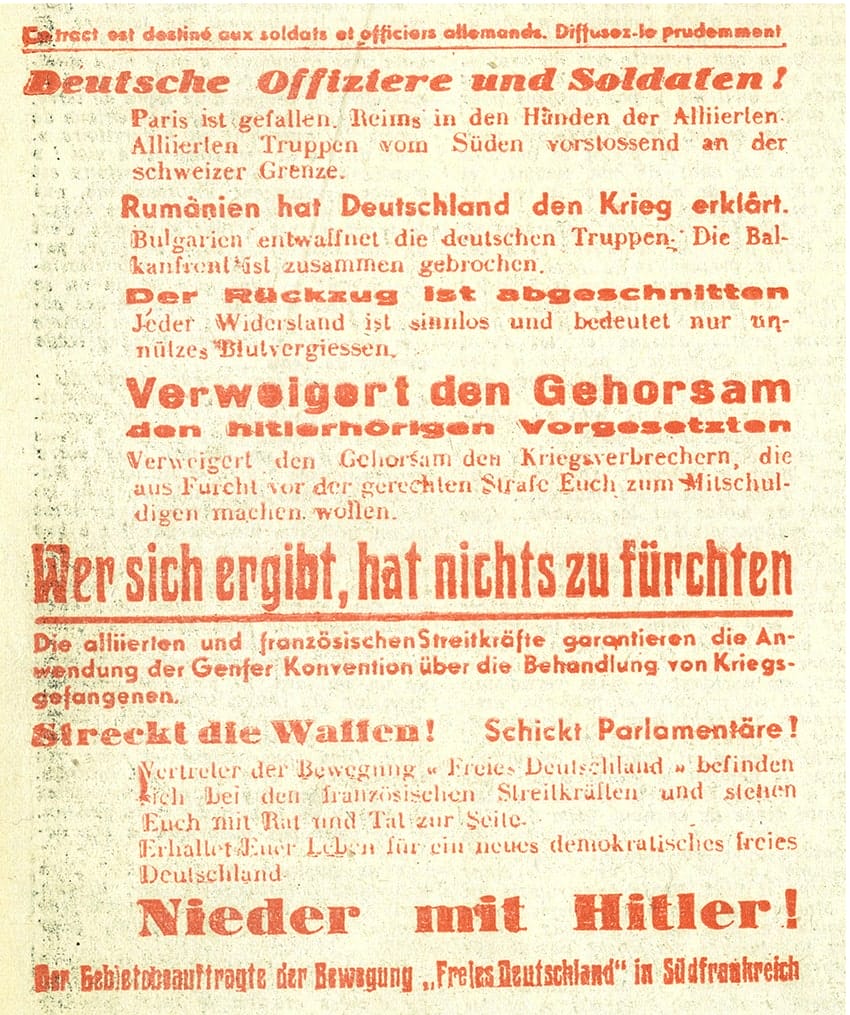 Ce tract est destiné aux soldats et officiers allemands. Diffusez-le prudemment
Deutsche Offiziere und Soldaten!
Paris ist gefallen. Reims in den Händen der Alliierten.
Alliierten Truppen vom Süden vorstossend an der
schweizer Grenze.
Rumänien hat Deutschland den Krieg erklärt.
Bulgarien entwaffnet die deutschen Truppen. Die Bal-
kanfront ist zusammen gebrochen.
Der Rückzug ist abgeschnitten
Jeder Widerstand ist sinnlos und bedeutet nur un-
nützes Blutvergiessen.
Verweigert den Gehorsam
den hitlerhörigen Vorgesetzten
Verweigert den Gehorsam den Kriegsverbrechern, die
aus Furcht vor der gerechten Strafe Euch zum Mitschul-
digen machen wollen.
Wer sich ergibt, hat nichts zu fürchten
Die alliierten und französischen Streitkräfte garantieren die An-
wendung der Genfer Konvention über die Behandlung von Kriegs-
gefangenen.
Streckt die Waffen! Schickt Parlamentäre!
Vertreter der Bewegung « Freies Deutschland » befinden
sich bei den französischen Streitkräften und stehen
Euch mit Rat und Tat zur Seite.
Erhaltet Euer Leben für ein neues demokratisches freies
Deutschland
Nieder mit Hitler!
Der Gebietsbeauftragte der Bewegung „Freies Deutschland“ in Südfrankreich